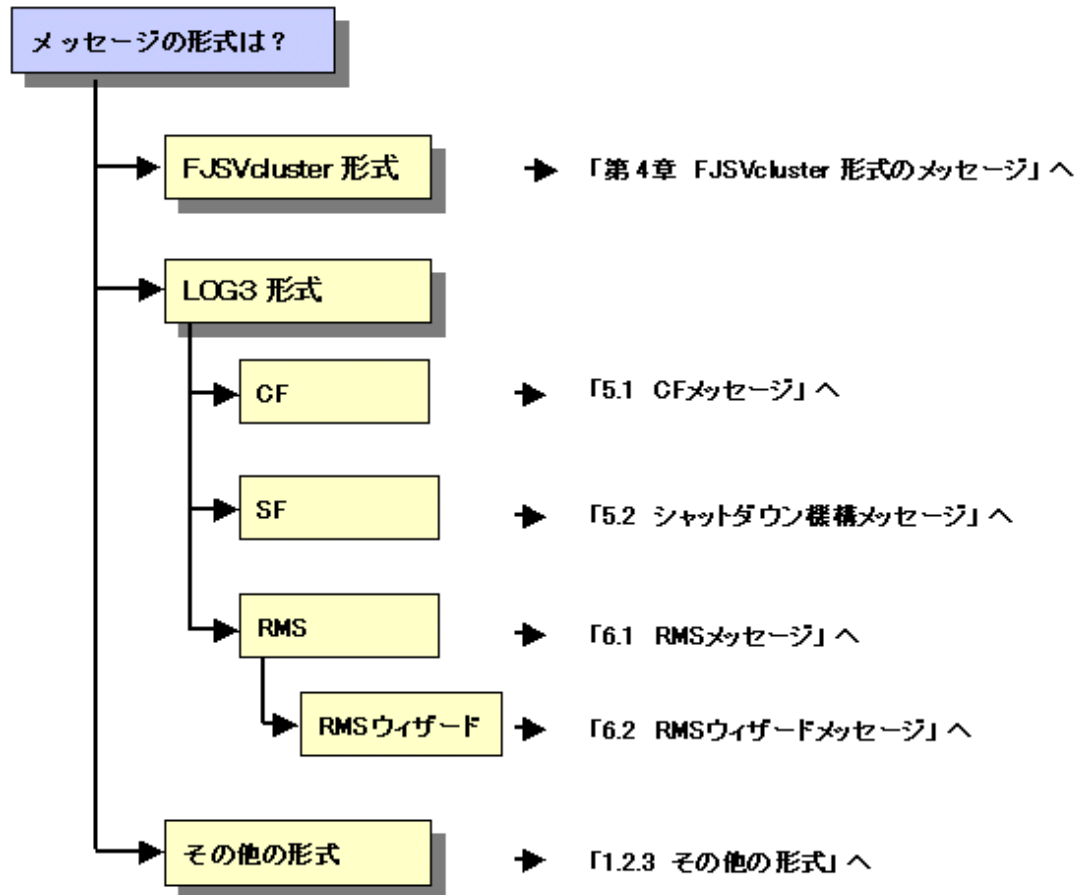 メッセージの形式は?
FJSVcluster 形式
「第4章 FJSVcluster 形式のメッセージ」へ
LOG3 形式
CF
「5.1 CFメッセージ」へ
SF
「5.2 シャットダウン機構メッセージ」へ
RMS
「6.1 RMSメッセージ」へ
RMSウィザード
「6.2 RMSウィザードメッセージ」へ
その他の形式
「1.2.3 その他の形式」へ